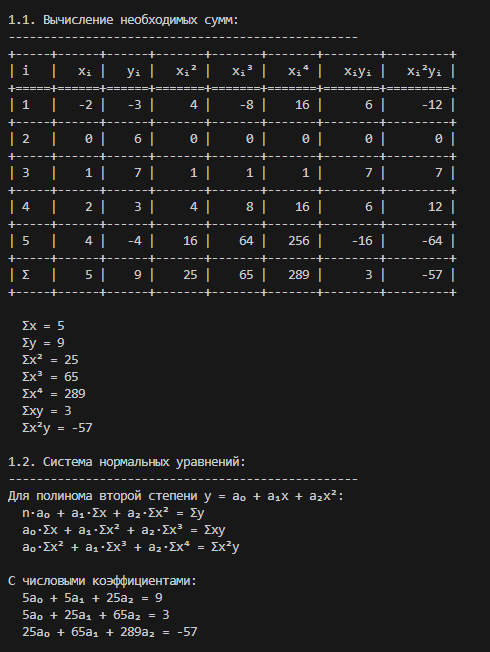 1.1. Вычисление необходимых сумм:
--------------------------------------------------
+-----+------+------+-------+-------+-------+--------+---------+
| i   |   xᵢ |   yᵢ |   xᵢ² |   xᵢ³ |   xᵢ⁴ |   xᵢyᵢ |   xᵢ²yᵢ |
+=====+======+======+=======+=======+=======+========+=========+
| 1   |   -2 |   -3 |     4 |    -8 |    16 |      6 |     -12 |
+-----+------+------+-------+-------+-------+--------+---------+
| 2   |    0 |    6 |     0 |     0 |     0 |      0 |       0 |
+-----+------+------+-------+-------+-------+--------+---------+
| 3   |    1 |    7 |     1 |     1 |     1 |      7 |       7 |
+-----+------+------+-------+-------+-------+--------+---------+
| 4   |    2 |    3 |     4 |     8 |    16 |      6 |      12 |
+-----+------+------+-------+-------+-------+--------+---------+
| 5   |    4 |   -4 |    16 |    64 |   256 |    -16 |     -64 |
+-----+------+------+-------+-------+-------+--------+---------+
| Σ   |    5 |    9 |    25 |    65 |   289 |      3 |     -57 |
+-----+------+------+-------+-------+-------+--------+---------+
Σx = 5
Σy = 9
Σx² = 25
Σx³ = 65
Σx⁴ = 289
Σxy = 3
Σx²y = -57
1.2. Система нормальных уравнений:
--------------------------------------------------
Для полинома второй степени y = a₀ + a₁x + a₂x²:
n·a₀ + a₁·Σx + a₂·Σx² = Σy
a₀·Σx + a₁·Σx² + a₂·Σx³ = Σxy
a₀·Σx² + a₁·Σx³ + a₂·Σx⁴ = Σx²y
С числовыми коэффициентами:
5a₀ + 5a₁ + 25a₂ = 9
5a₀ + 25a₁ + 65a₂ = 3
25a₀ + 65a₁ + 289a₂ = -57